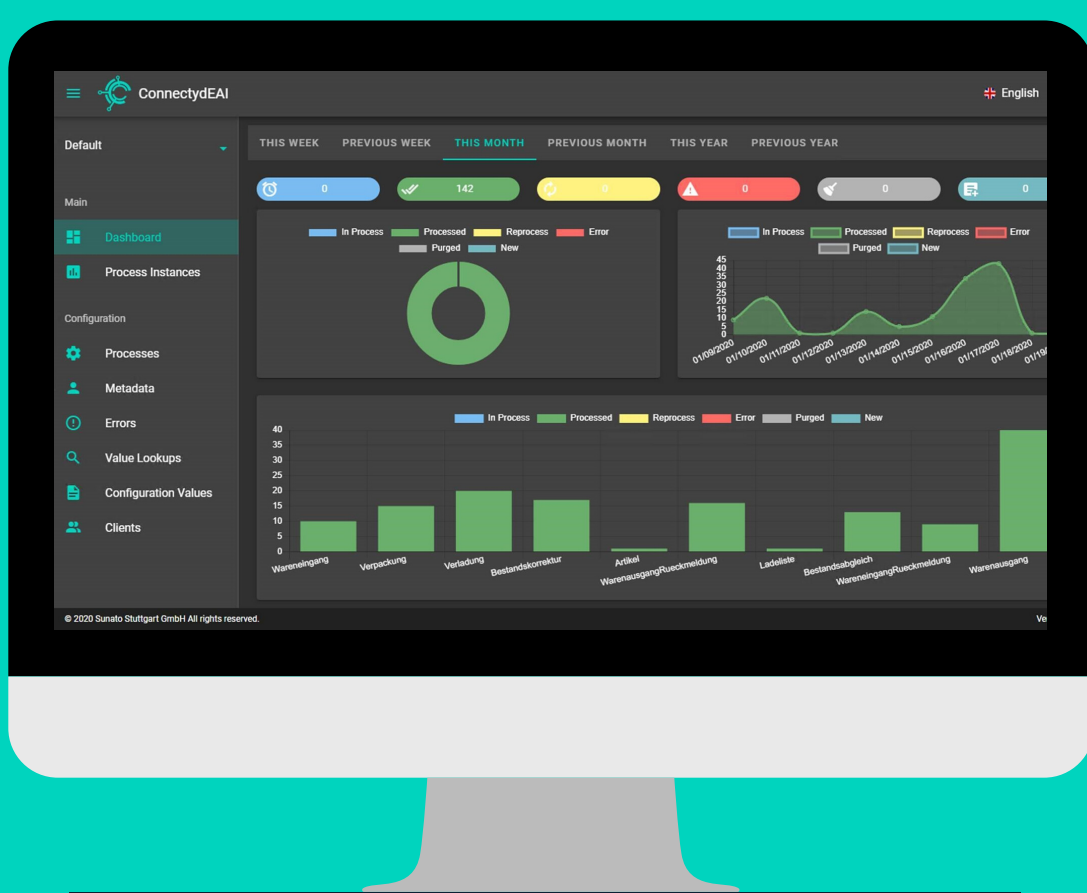 ConnectydEAI
English
Default
THIS WEEK PREVIOUS WEEK THIS MONTH PREVIOUS MONTH THIS YEAR PREVIOUS YEAR
0 142 0 0 0 0
Main
Dashboard
Process Instances
Configuration
Processes
Metadata
Errors
Value Lookups
Configuration Values
Clients
In Process Processed Reprocess Error
Purged New
In Process Processed Reprocess Error
Purged New
45
40
35
30
25
20
15
10
5
0
01/09/2020 01/10/2020 01/11/2020 01/12/2020 01/13/2020 01/14/2020 01/15/2020 01/16/2020 01/17/2020 01/18/2020 01/19/
In Process Processed Reprocess Error Purged New
40
35
30
25
20
15
10
5
0
Wareneingang Verpackung Verladung Bestandskorrektur Artikel WarenausgangRueckmeldung Ladeliste Bestandsabgleich WareneingangRueckmeldung Warenausgang
© 2020 Sunato Stuttgart GmbH All rights reserved.
Ve